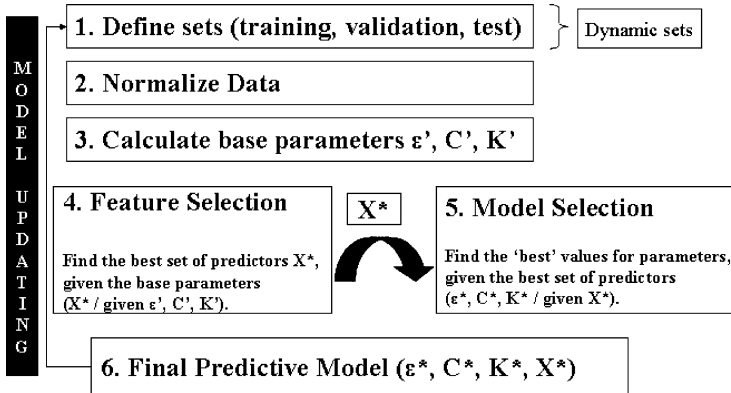 1. Define sets (training, validation, test)
Dynamic sets
MODEL UPDATING
2. Normalize Data
3. Calculate base parameters ε’, C’, K’
4. Feature Selection
Find the best set of predictors X*,
given the base parameters
(X* / given ε’, C’, K’).
X*
5. Model Selection
Find the ‘best’ values for parameters,
given the best set of predictors
(ε*, C*, K* / given X*).
6. Final Predictive Model (ε*, C*, K*, X*)